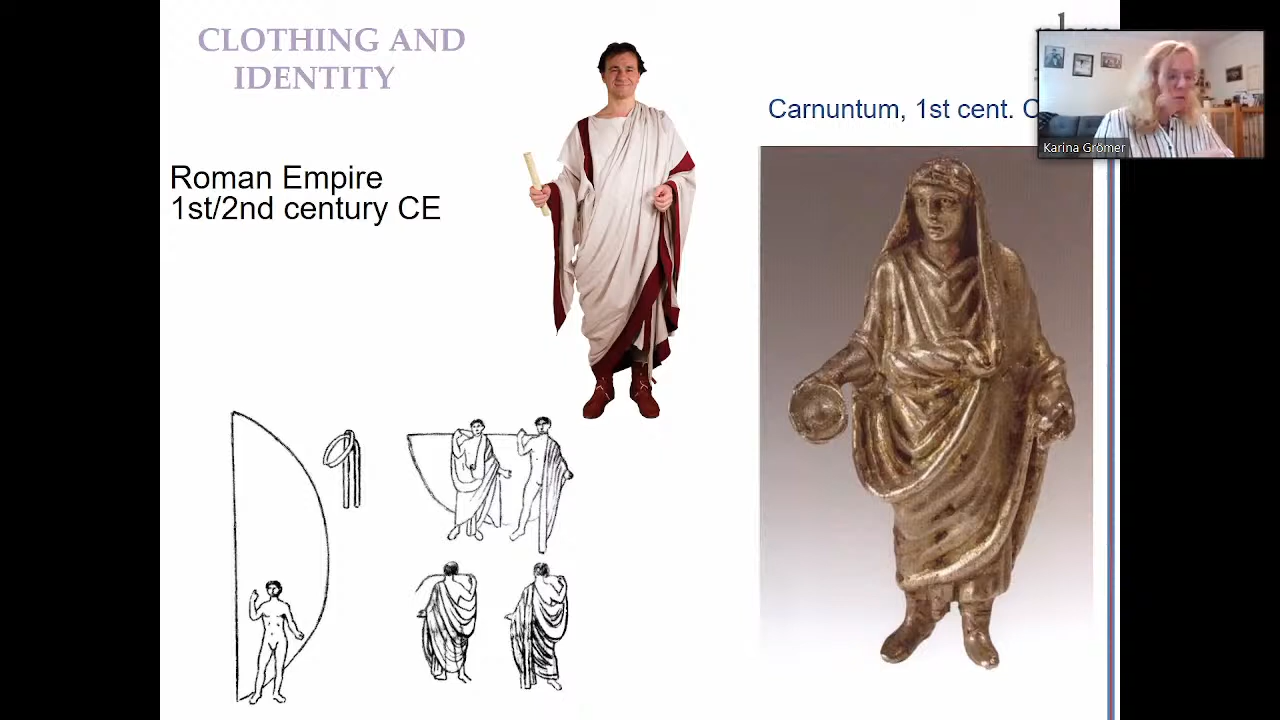 CLOTHING AND
IDENTITY
Roman Empire
1st/2nd century CE
Carnuntum, 1st cent.
Karina Grömer